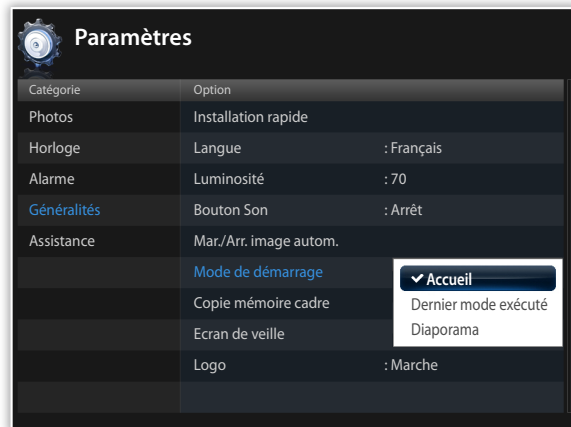 Paramètres
Catégorie Option
Photos Installation rapide
Horloge Langue : Français
Alarme Luminosité : 70
Généralités Bouton Son : Arrêt
Assistance Mar./Arr. image autom.
Mode de démarrage Accueil
Copie mémoire cadre Dernier mode exécuté
Ecran de veille Diaporama
Logo : Marche